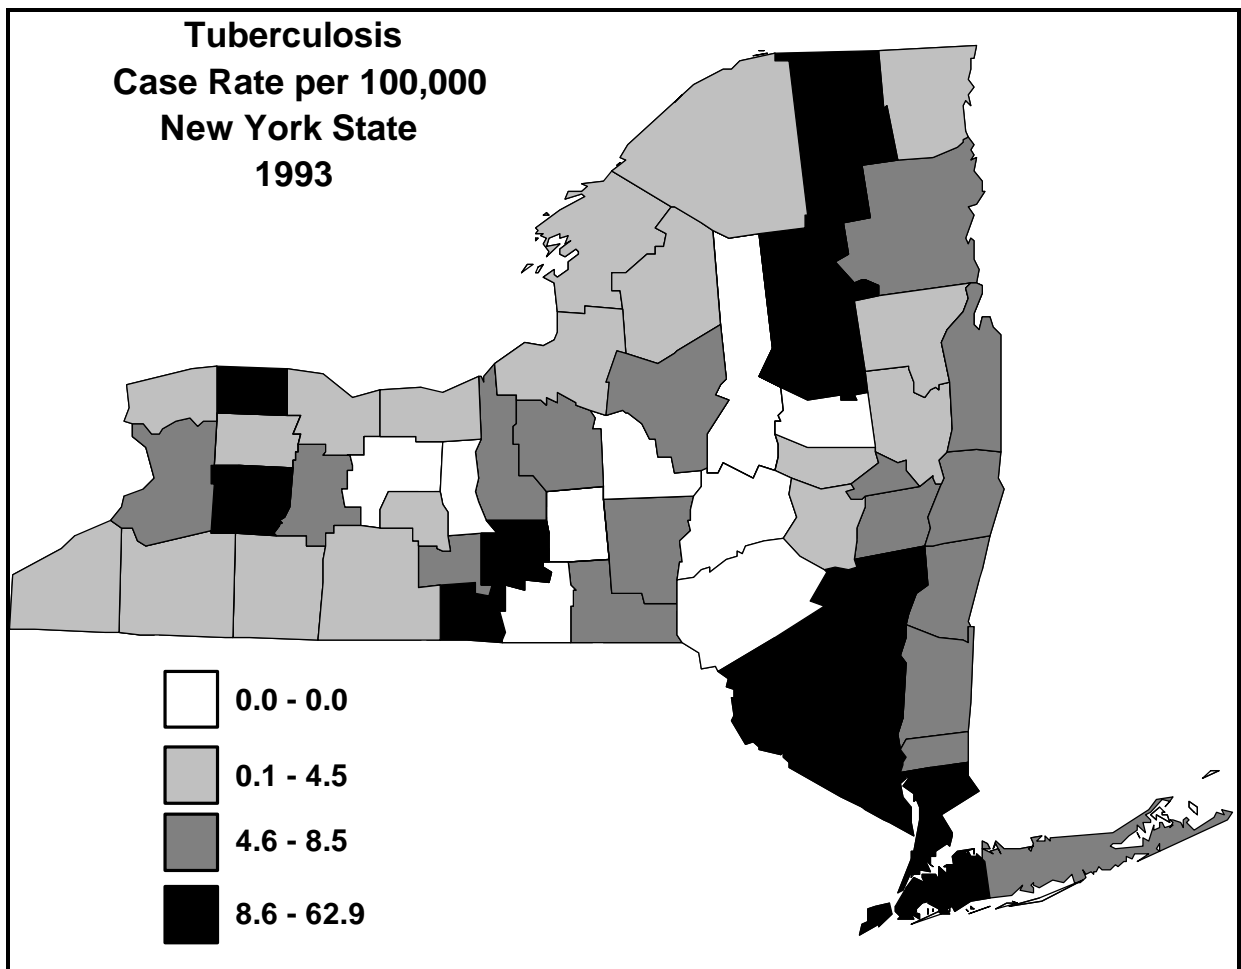 Tuberculosis
Case Rate per 100,000
New York State
1993
0.0 - 0.0
0.1 - 4.5
4.6 - 8.5
8.6 - 62.9